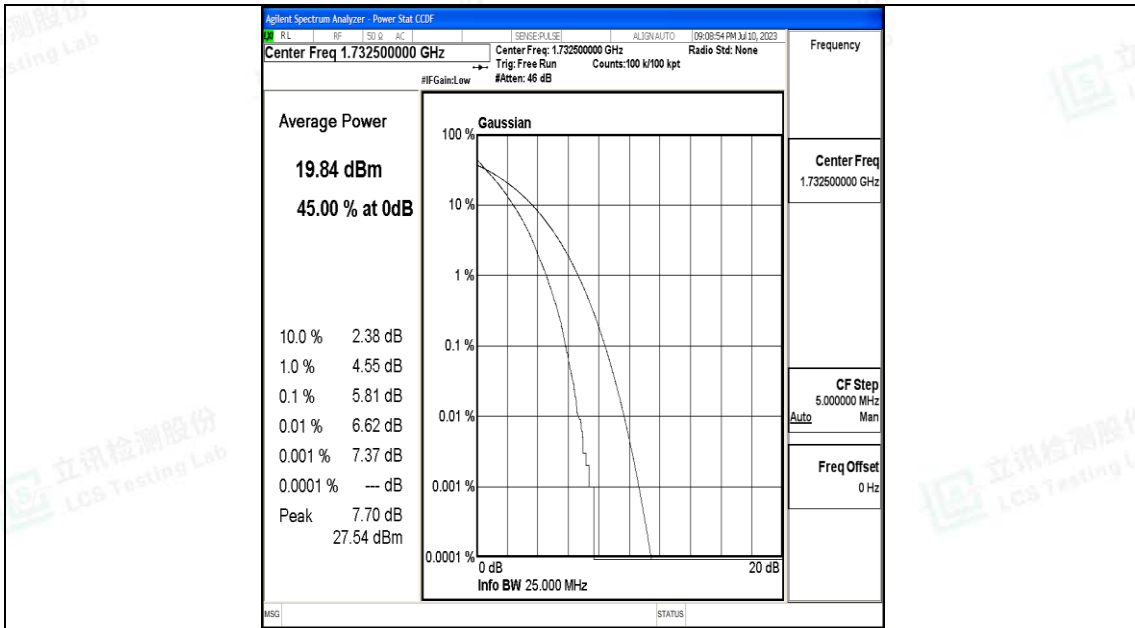 Agilent Spectrum Analyzer - Power Stat CCDF
RL RF 50 Ω AC SENSE:PULSE ALIGN AUTO 09:08:54 PM Jul 10, 2023
Center Freq 1.732500000 GHz
Center Freq: 1.732500000 GHz Radio Std: None
Trig: Free Run Counts:100 k/100 kpt
#IFGain:Low #Atten: 46 dB
Frequency
Average Power
19.84 dBm
45.00 % at 0dB
10.0 % 2.38 dB
1.0 % 4.55 dB
0.1 % 5.81 dB
0.01 % 6.62 dB
0.001 % 7.37 dB
0.0001 % --- dB
Peak 7.70 dB
27.54 dBm
Gaussian
100 %
10 %
1 %
0.1 %
0.01 %
0.001 %
0.0001 %
0 dB 20 dB
Info BW 25.000 MHz
Center Freq
1.732500000 GHz
CF Step
5.000000 MHz
Auto Man
Freq Offset
0 Hz
MSG STATUS
立讯检测股份
LCS Testing Lab
立讯检测股份
LCS Testing L